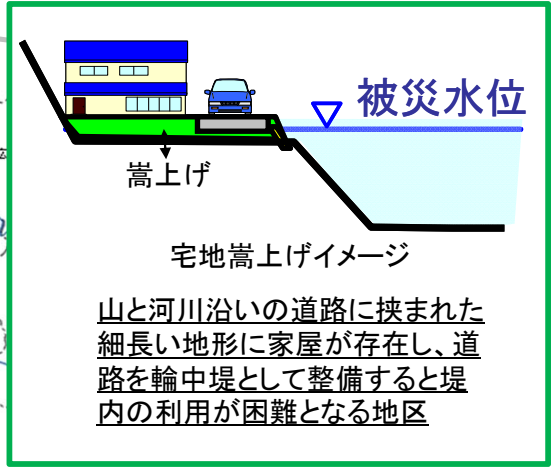 被災水位
嵩上げ
宅地嵩上げイメージ
山と河川沿いの道路に挟まれた
細長い地形に家屋が存在し、道
路を輪中堤として整備すると堤
内の利用が困難となる地区